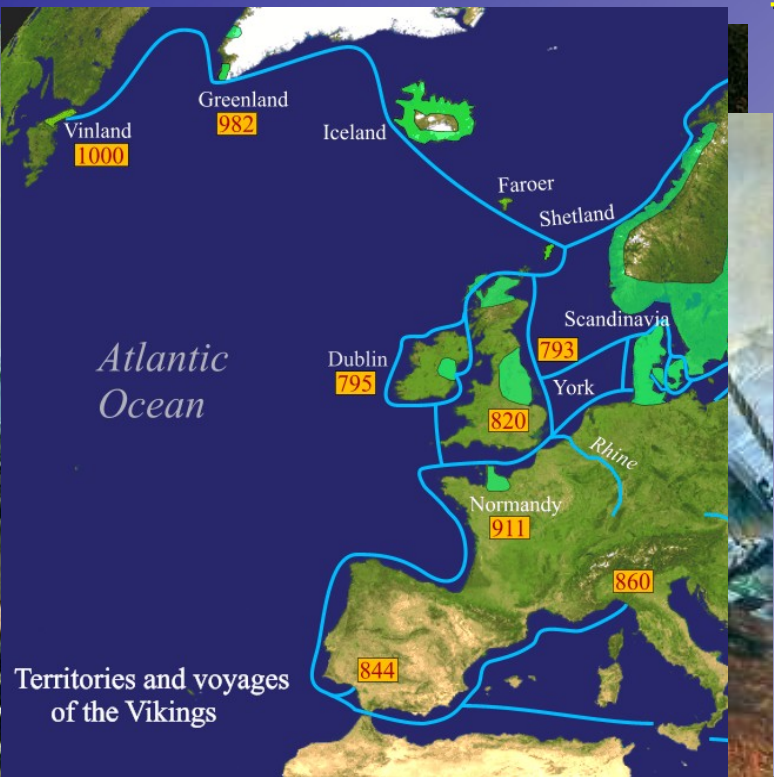 Greenland
982
Vinland
1000
Iceland
Faroer
Shetland
Scandinavia
793
Dublin
795
York
820
Atlantic
Ocean
Rhine
Normandy
911
860
844
Territories and voyages
of the Vikings